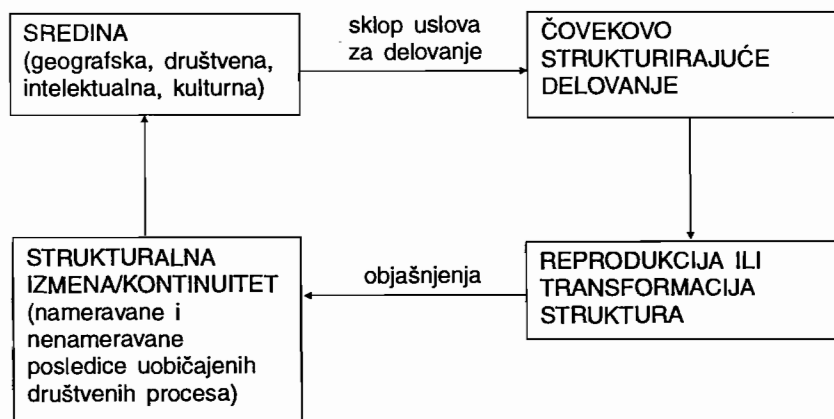 SREDINA
(geografska, društvena,
intelektualna, kulturna)
sklop uslova
za delovanje
ČOVEKOVO
STRUKTURIRAJUĆE
DELOVANJE
STRUKTURALNA
IZMENA/KONTINUITET
(nameravane i
nenameravane
posledice uobičajenih
društvenih procesa)
objašnjenja
REPRODUKCIJA ILI
TRANSFORMACIJA
STRUKTURA